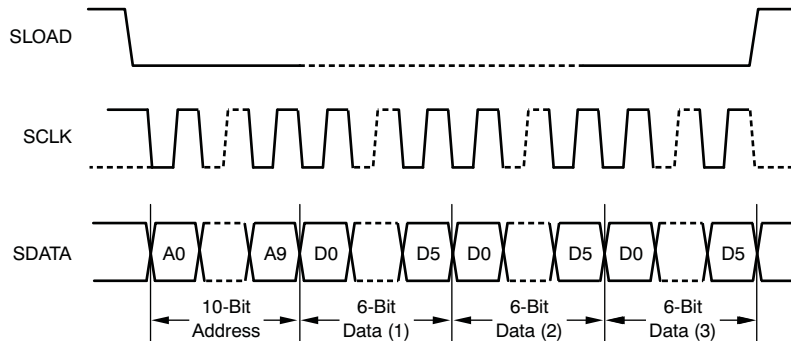 SLOAD
SCLK
SDATA
A0 A9 D0 D5 D0 D5 D0 D5
10-Bit Address
6-Bit Data (1)
6-Bit Data (2)
6-Bit Data (3)